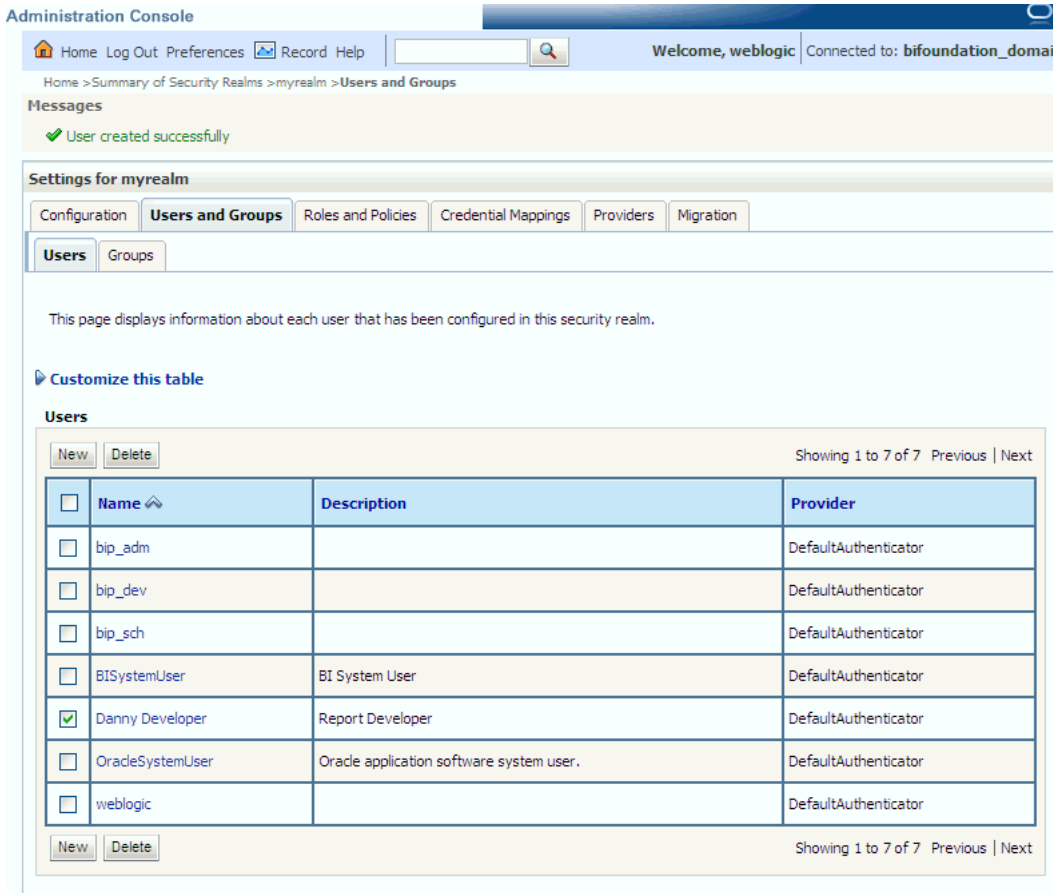 Administration Console
Home Log Out Preferences Record Help Welcome, weblogic Connected to: bifoundation_domai
Home >Summary of Security Realms >myrealm >Users and Groups
Messages
User created successfully
Settings for myrealm
Configuration Users and Groups Roles and Policies Credential Mappings Providers Migration
Users Groups
This page displays information about each user that has been configured in this security realm.
Customize this table
Users
New Delete Showing 1 to 7 of 7 Previous | Next
Name Description Provider
bip_adm DefaultAuthenticator
bip_dev DefaultAuthenticator
bip_sch DefaultAuthenticator
BISystemUser BI System User DefaultAuthenticator
Danny Developer Report Developer DefaultAuthenticator
OracleSystemUser Oracle application software system user. DefaultAuthenticator
weblogic DefaultAuthenticator
New Delete Showing 1 to 7 of 7 Previous | Next